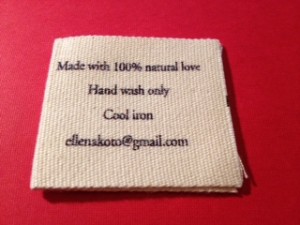 Made with 100% natural love
Hand wash only
Cool iron
ellenakoto@gmail.com